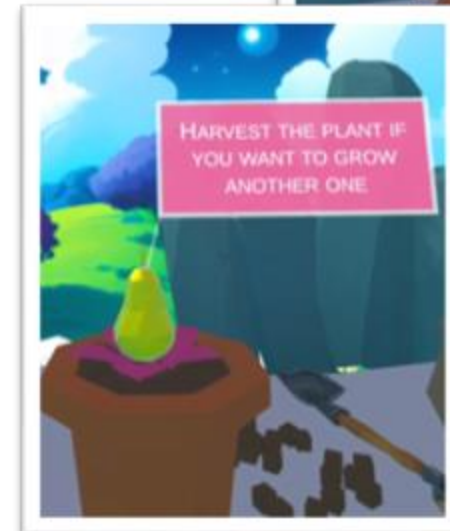 HARVEST THE PLANT IF
YOU WANT TO GROW
ANOTHER ONE